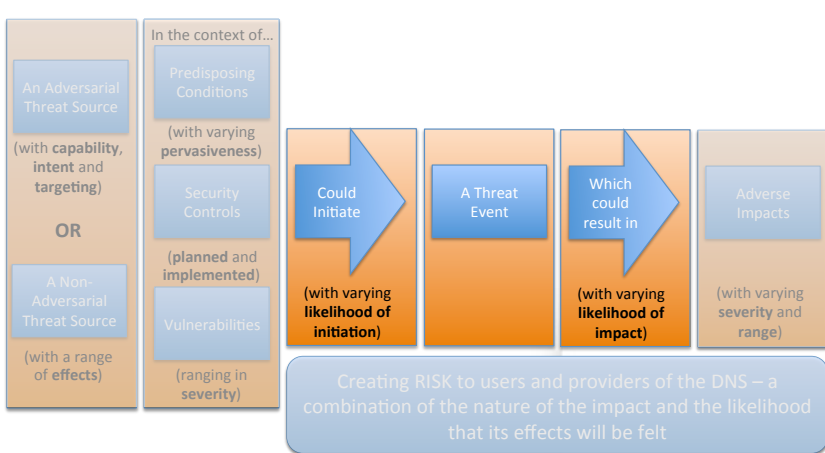 An Adversarial
Threat Source
(with capability,
intent and
targeting)
OR
A Non-
Adversarial
Threat Source
(with a range
of effects)
In the context of…
Predisposing
Conditions
(with varying
pervasiveness)
Security
Controls
(planned and
implemented)
Vulnerabilities
(ranging in
severity)
Could
Initiate
(with varying
likelihood of
initiation)
A Threat
Event
Which
could
result in
(with varying
likelihood of
impact)
Adverse
Impacts
(with varying
severity and
range)
Creating RISK to users and providers of the DNS – a
combination of the nature of the impact and the likelihood
that its effects will be felt